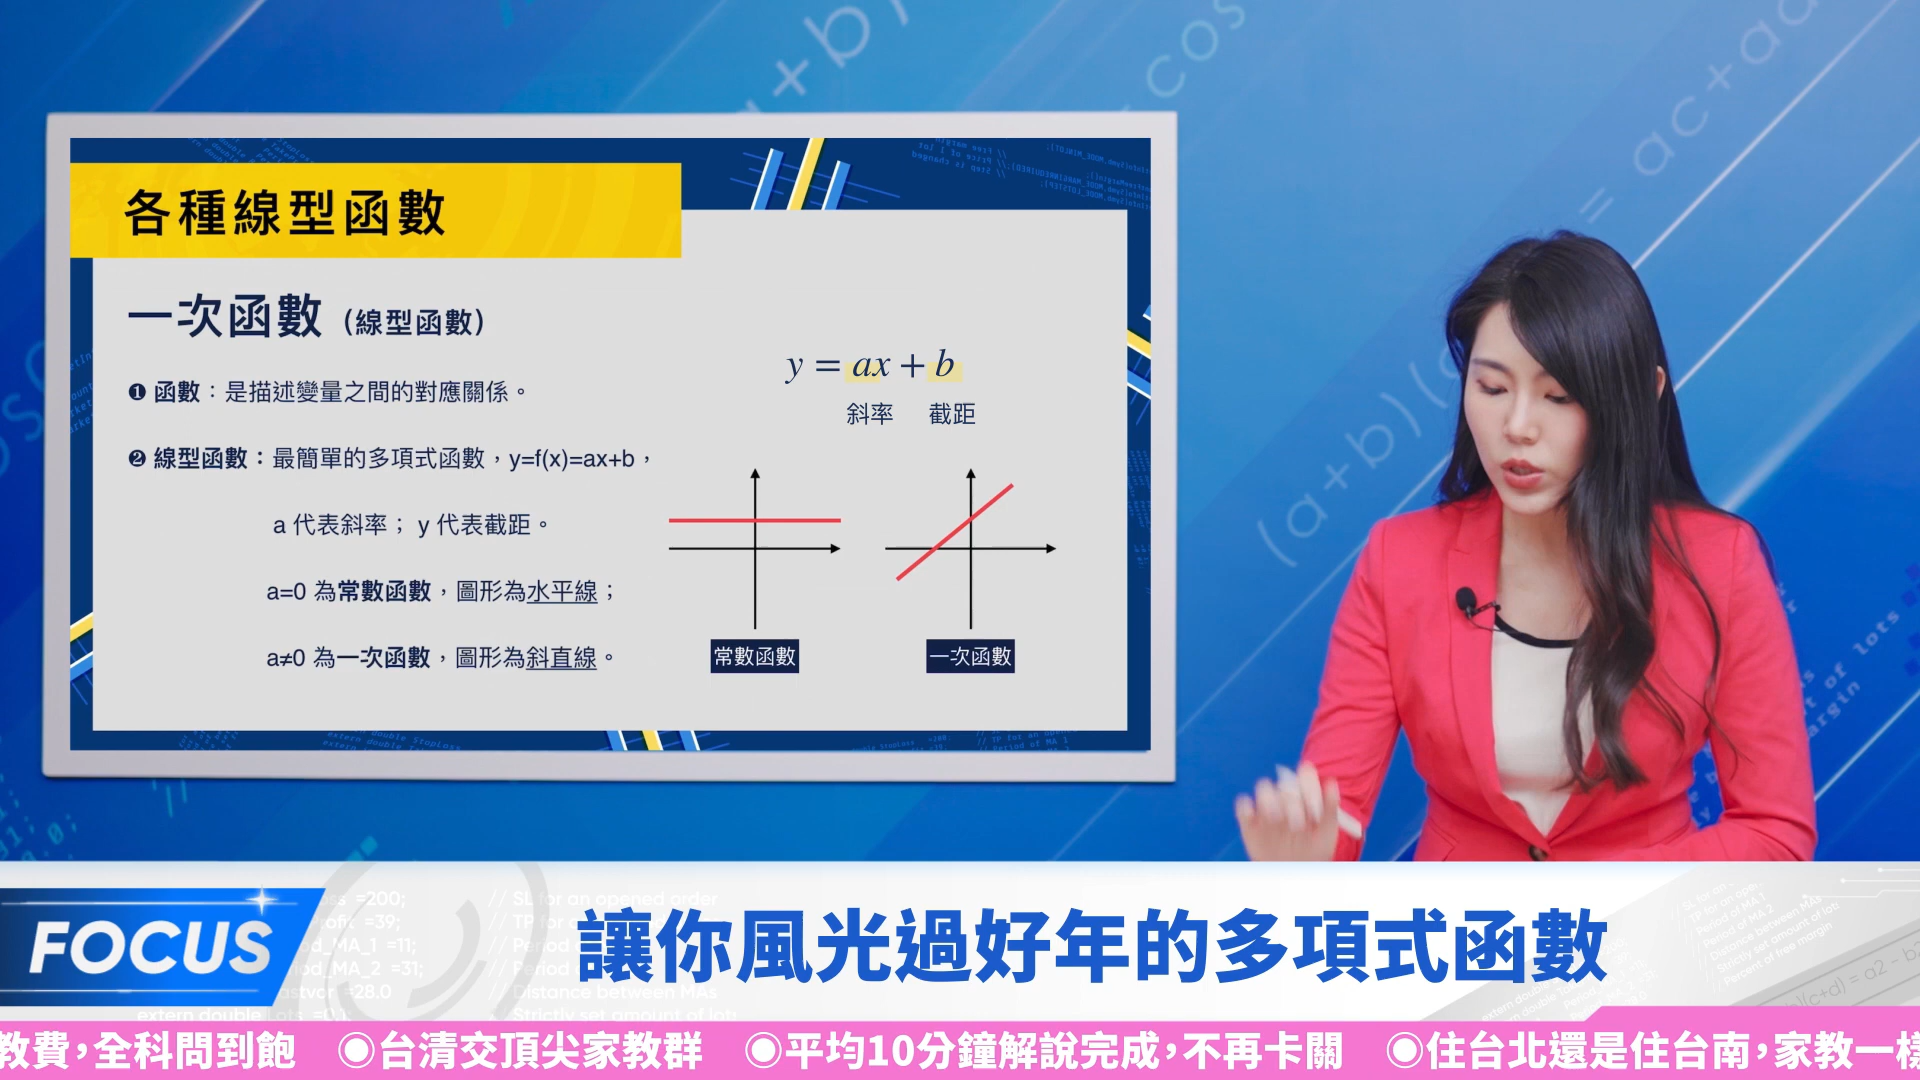 各種線型函數
一次函數（線型函數）
❶ 函數：是描述變量之間的對應關係。
❷ 線型函數：最簡單的多項式函數，y=f(x)=ax+b，
a 代表斜率； y 代表截距。
a=0 為常數函數，圖形為水平線；
a≠0 為一次函數，圖形為斜直線。
y = ax + b
斜率 截距
常數函數 一次函數
FOCUS
讓你風光過好年的多項式函數
教費，全科問到飽 ◉台清交頂尖家教群 ◉平均10分鐘解說完成，不再卡關 ◉住台北還是住台南，家教一樣